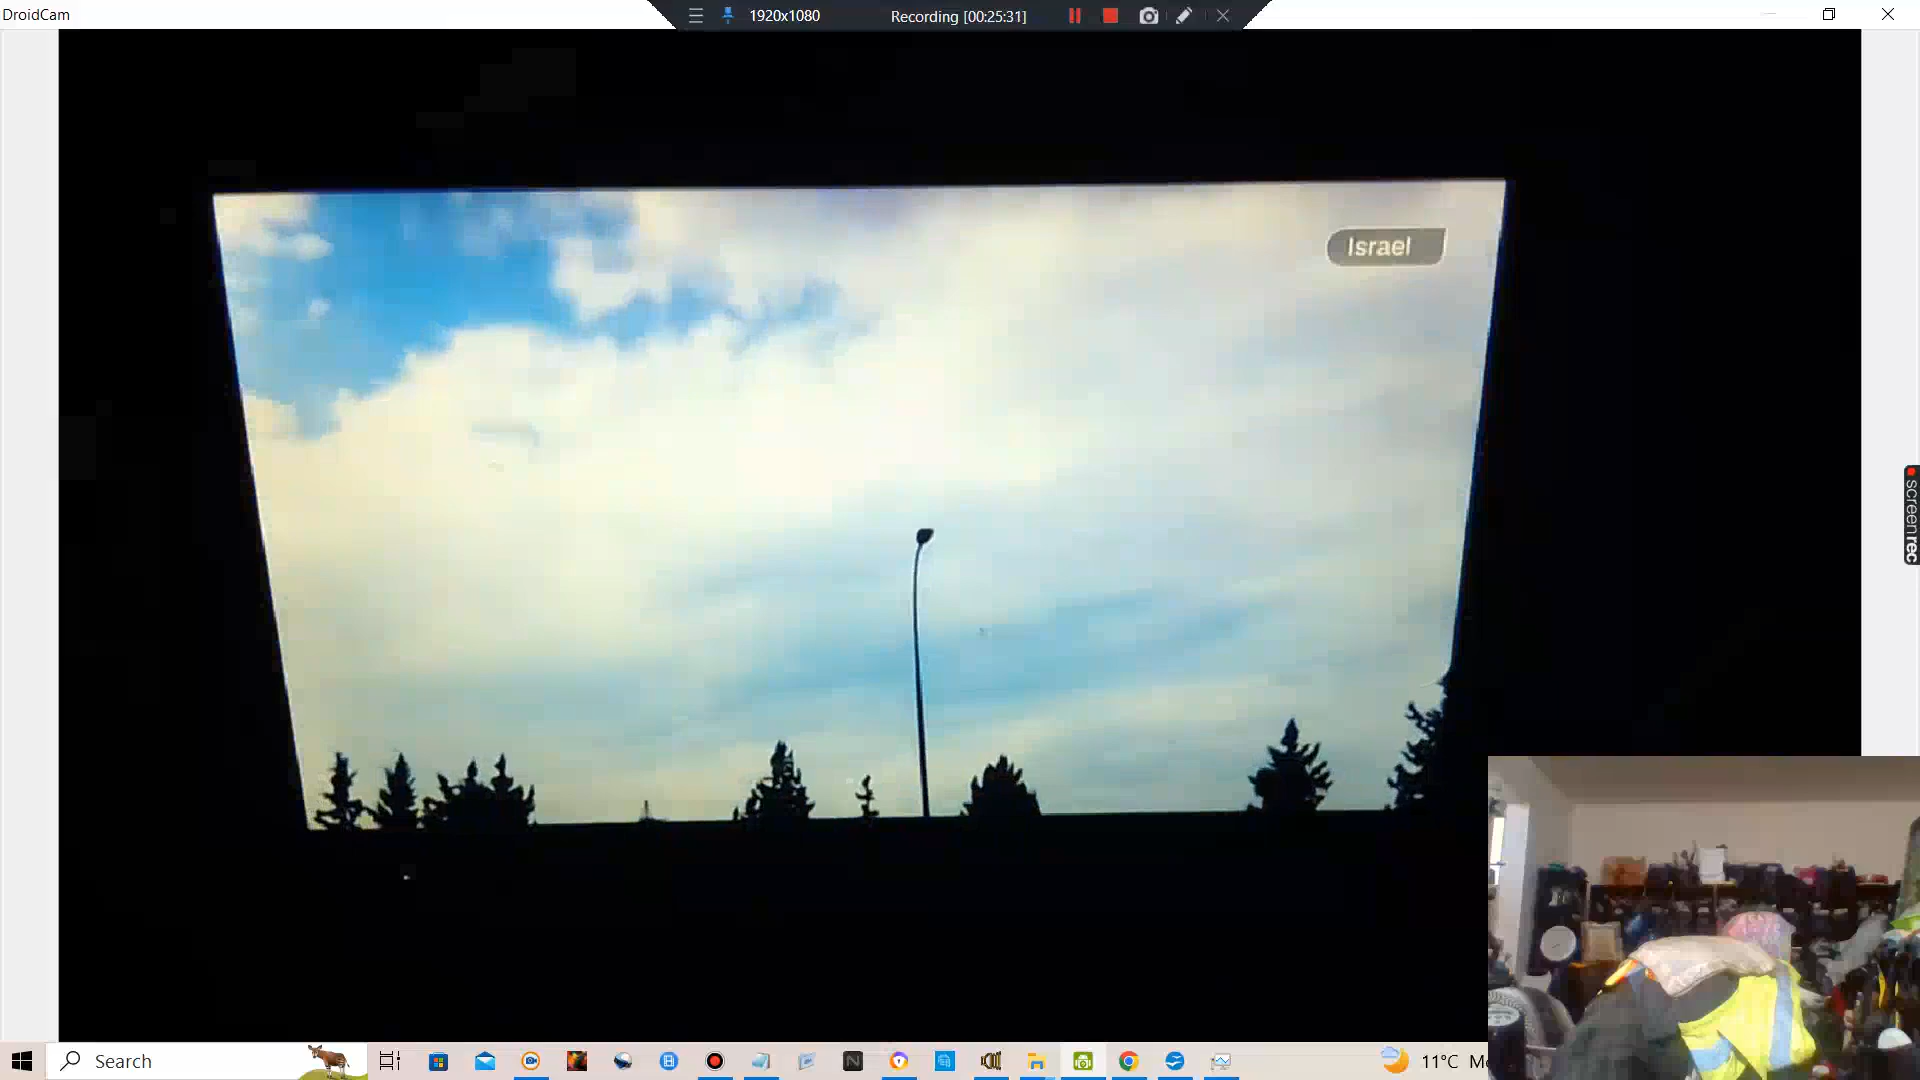 DroidCam
1920x1080
Recording [00:25:31]
Israel
screenrec
Search
11°C